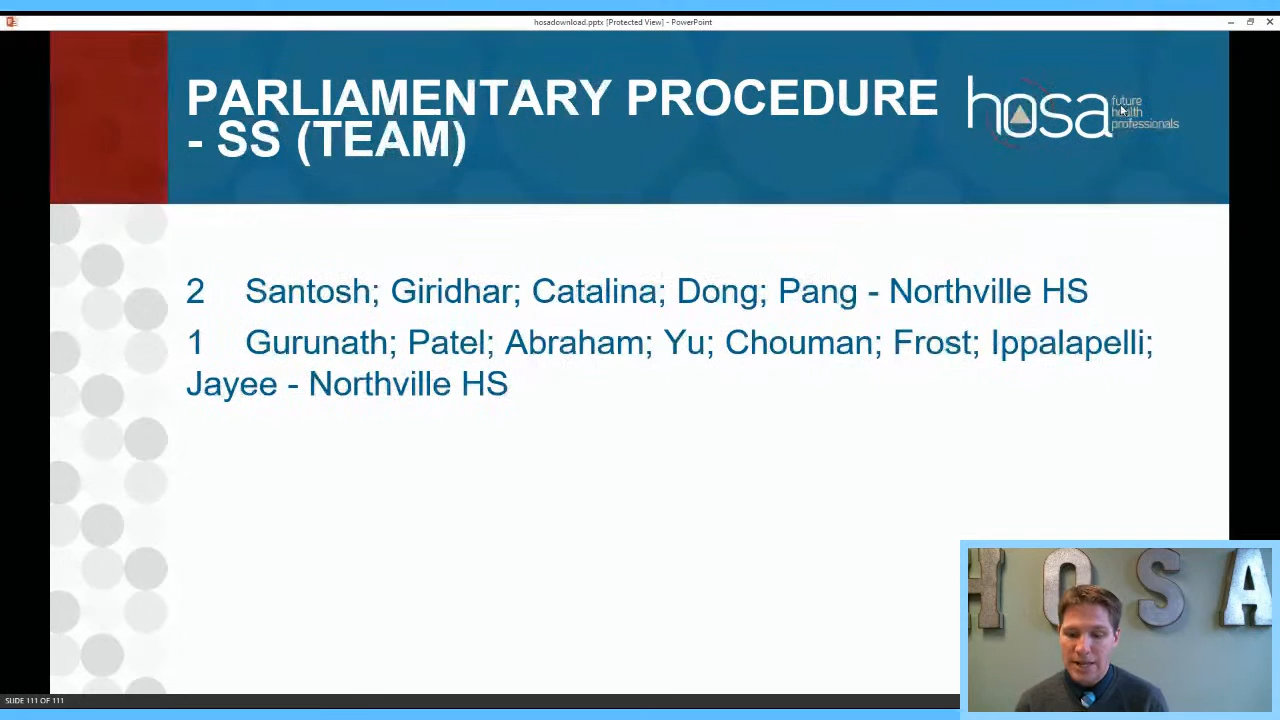 hosadownload.pptx [Protected View] - PowerPoint
PARLIAMENTARY PROCEDURE
- SS (TEAM)
hosa
future
health
professionals
2 Santosh; Giridhar; Catalina; Dong; Pang - Northville HS
1 Gurunath; Patel; Abraham; Yu; Chouman; Frost; Ippalapelli;
Jayee - Northville HS
HOSA
SLIDE 111 OF 111